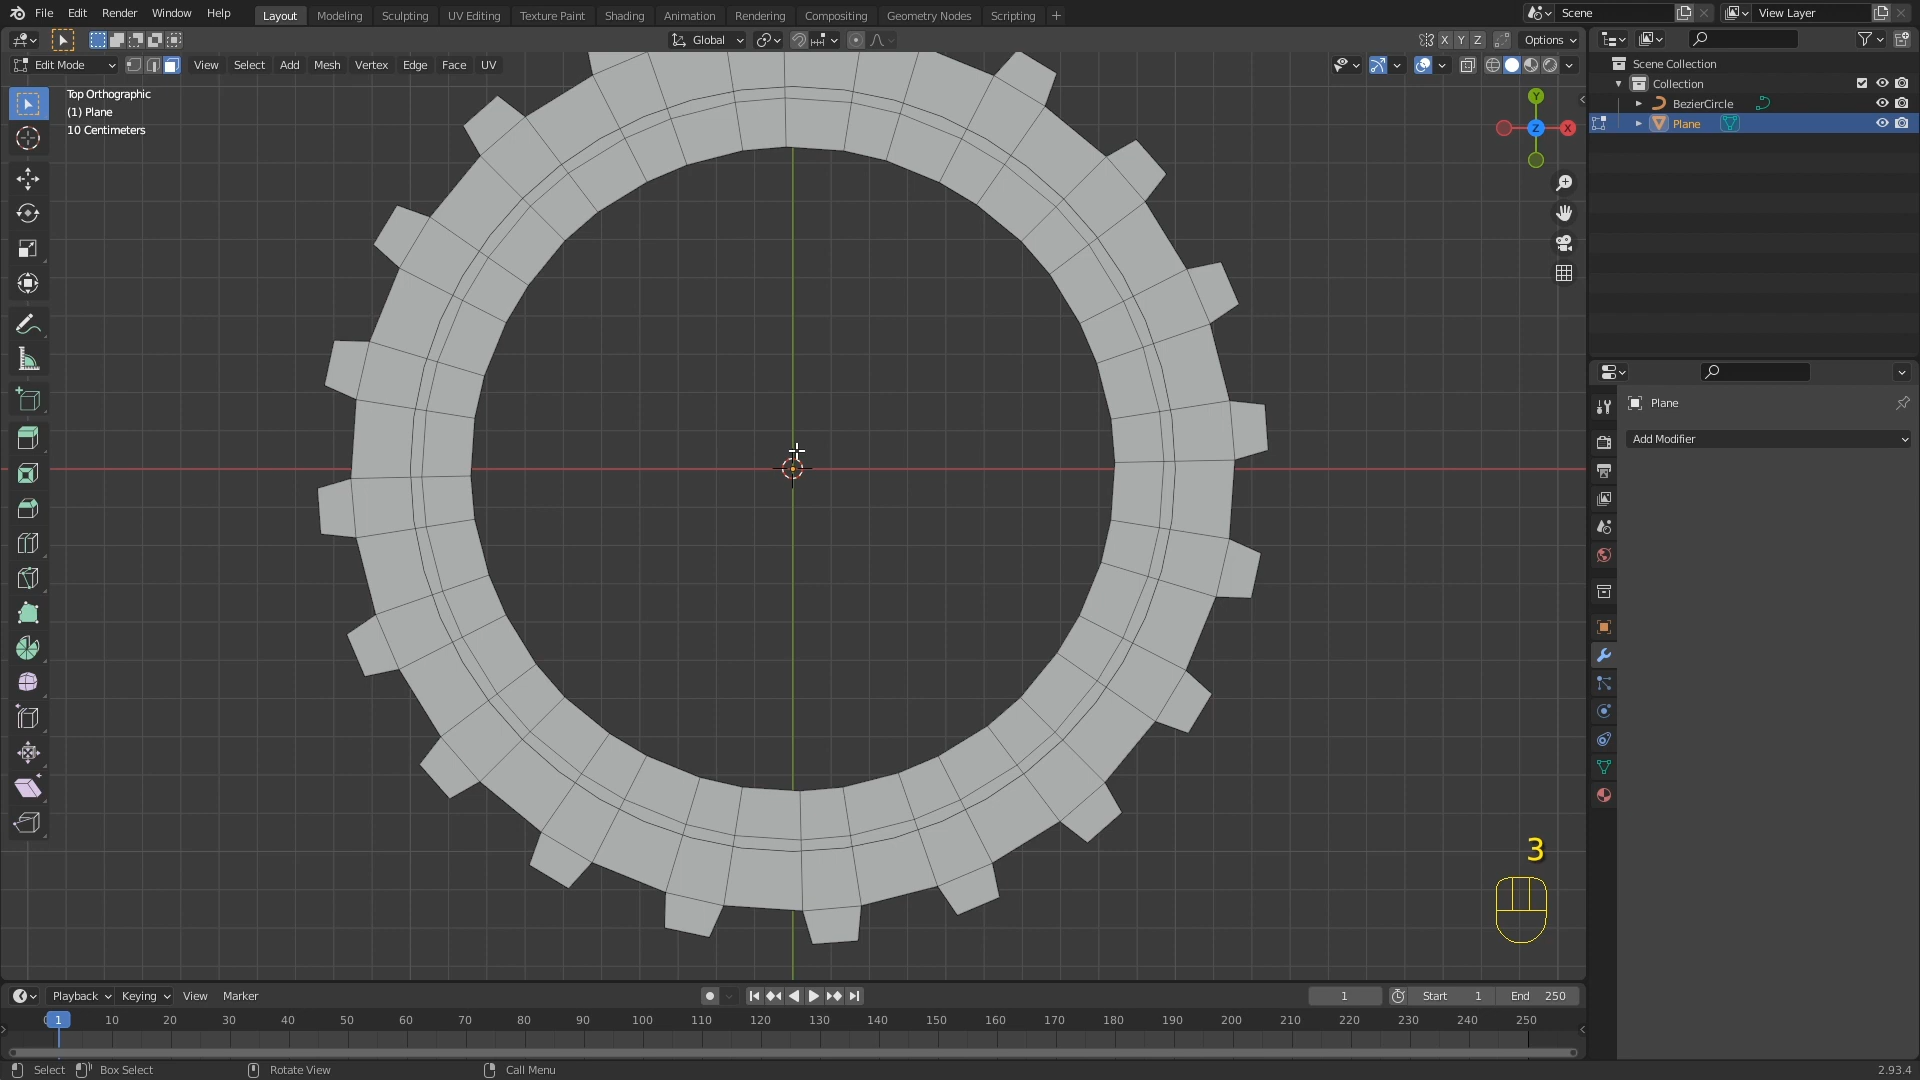 File Edit Render Window Help Layout Modeling Sculpting UV Editing Texture Paint Shading Animation Rendering Compositing Geometry Nodes Scripting + Scene View Layer
Global X Y Z Options
Edit Mode View Select Add Mesh Vertex Edge Face UV
Top Orthographic
(1) Plane
10 Centimeters
Y
Z X
Scene Collection
Collection
BezierCircle
Plane
Plane
Add Modifier
3
Playback Keying View Marker 1 Start 1 End 250
1 10 20 30 40 50 60 70 80 90 100 110 120 130 140 150 160 170 180 190 200 210 220 230 240 250
Select Box Select Rotate View Call Menu 2.93.4